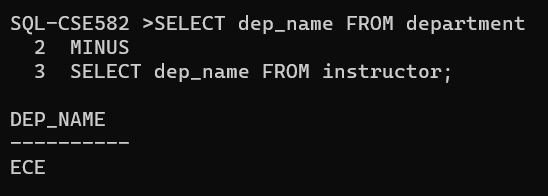 SQL-CSE582 >SELECT dep_name FROM department
  2  MINUS
  3  SELECT dep_name FROM instructor;

DEP_NAME
----------
ECE